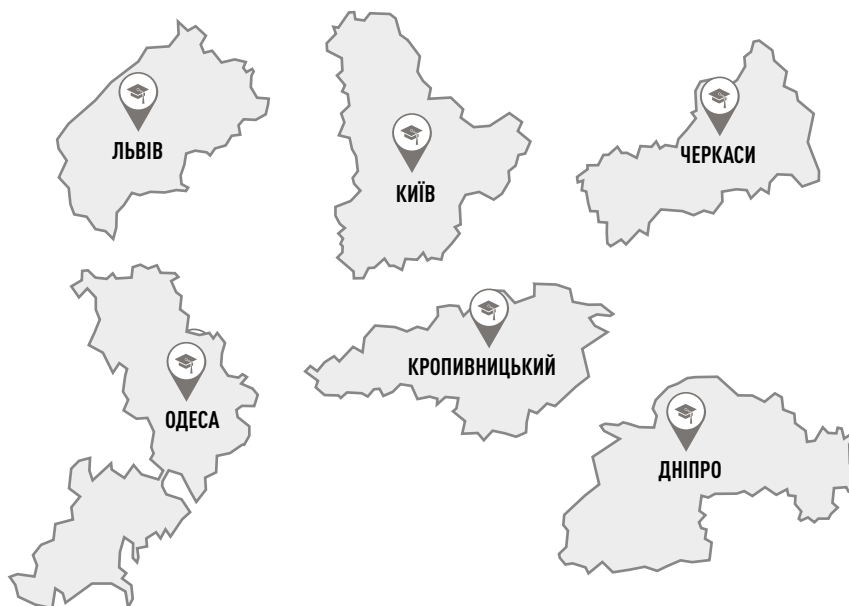 ЛЬВІВ
КИЇВ
ЧЕРКАСИ
ОДЕСА
КРОПИВНИЦЬКИЙ
ДНІПРО